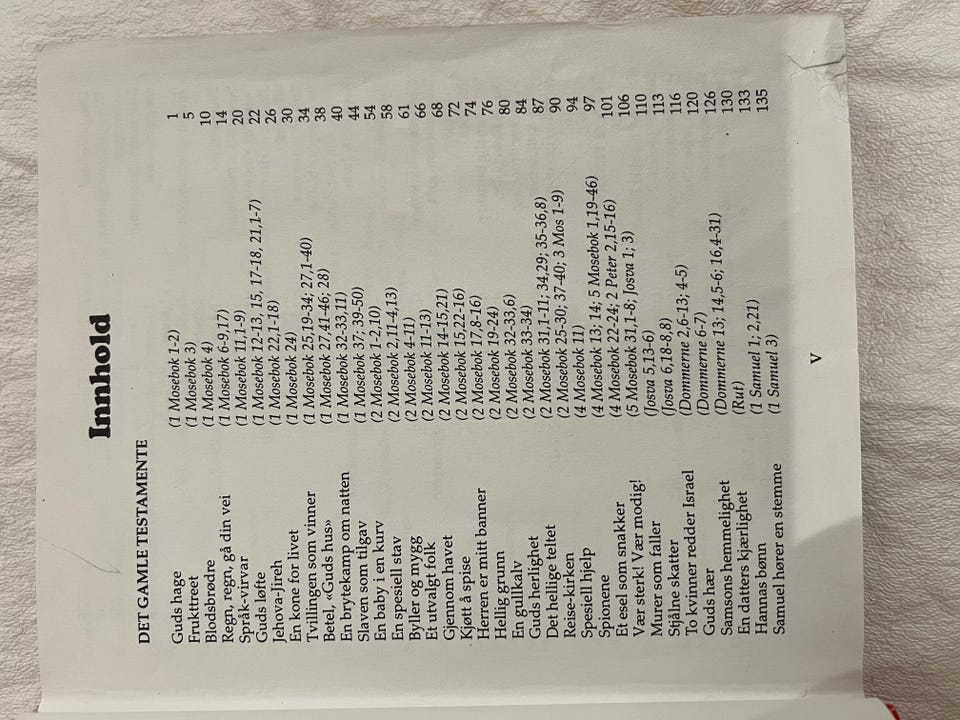 Innhold
DET GAMLE TESTAMENTE
Guds hage (1 Mosebok 1-2) 1
Frukttreet (1 Mosebok 3) 5
Blodsbrødre (1 Mosebok 4) 10
Regn, regn, gå din vei (1 Mosebok 6-9,17) 14
Språk-virvar (1 Mosebok 11,1-9) 20
Guds løfte (1 Mosebok 12-13, 15, 17-18, 21,1-7) 22
Jehova-Jireh (1 Mosebok 22,1-18) 26
En kone for livet (1 Mosebok 24) 30
Tvillingen som vinner (1 Mosebok 25,19-34; 27,1-40) 34
Betel, «Guds hus» (1 Mosebok 27,41-46; 28) 38
En brytekamp om natten (1 Mosebok 32-33,11) 40
Slaven som tilgav (1 Mosebok 37; 39-50) 44
En baby i en kurv (2 Mosebok 1-2,10) 54
En spesiell stav (2 Mosebok 2,11-4,13) 58
Byller og mygg (2 Mosebok 4-11) 61
Et utvalgt folk (2 Mosebok 11-13) 66
Gjennom havet (2 Mosebok 14-15,21) 68
Kjøtt å spise (2 Mosebok 15,22-16) 72
Herren er mitt banner (2 Mosebok 17,8-16) 74
Hellig grunn (2 Mosebok 19-24) 76
En gullkalv (2 Mosebok 32-33,6) 80
Guds herlighet (2 Mosebok 33-34) 84
Det hellige teltet (2 Mosebok 31,1-11; 34,29; 35-36,8) 87
Reise-kirken (2 Mosebok 25-30; 37-40; 3 Mos 1-9) 90
Spesiell hjelp (4 Mosebok 11) 94
Spionene (4 Mosebok 13; 14; 5 Mosebok 1,19-46) 97
Et esel som snakker (4 Mosebok 22-24; 2 Peter 2,15-16) 101
Vær sterk! Vær modig! (5 Mosebok 31,1-8; Josva 1; 3) 106
Murer som faller (Josva 5,13-6) 110
Stjålne skatter (Josva 6,18-8,8) 113
To kvinner redder Israel (Dommerne 2,6-13; 4-5) 116
Guds hær (Dommerne 6-7) 120
Samsons hemmelighet (Dommerne 13; 14,5-6; 16,4-31) 126
En datters kjærlighet (Rut) 130
Hannas bønn (1 Samuel 1; 2,21) 133
Samuel hører en stemme (1 Samuel 3) 135
V